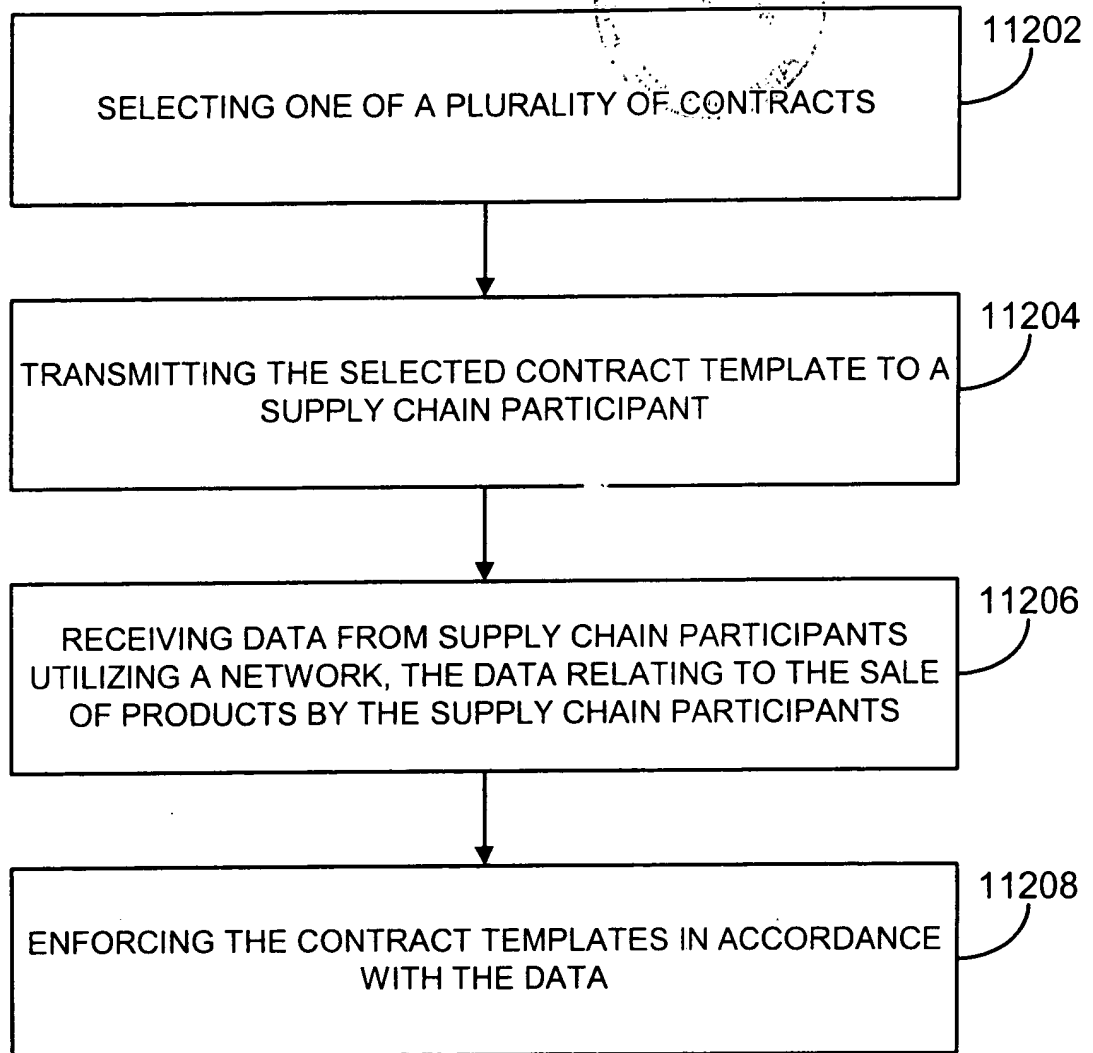 11202
SELECTING ONE OF A PLURALITY OF CONTRACTS
11204
TRANSMITTING THE SELECTED CONTRACT TEMPLATE TO A
SUPPLY CHAIN PARTICIPANT
11206
RECEIVING DATA FROM SUPPLY CHAIN PARTICIPANTS
UTILIZING A NETWORK, THE DATA RELATING TO THE SALE
OF PRODUCTS BY THE SUPPLY CHAIN PARTICIPANTS
11208
ENFORCING THE CONTRACT TEMPLATES IN ACCORDANCE
WITH THE DATA